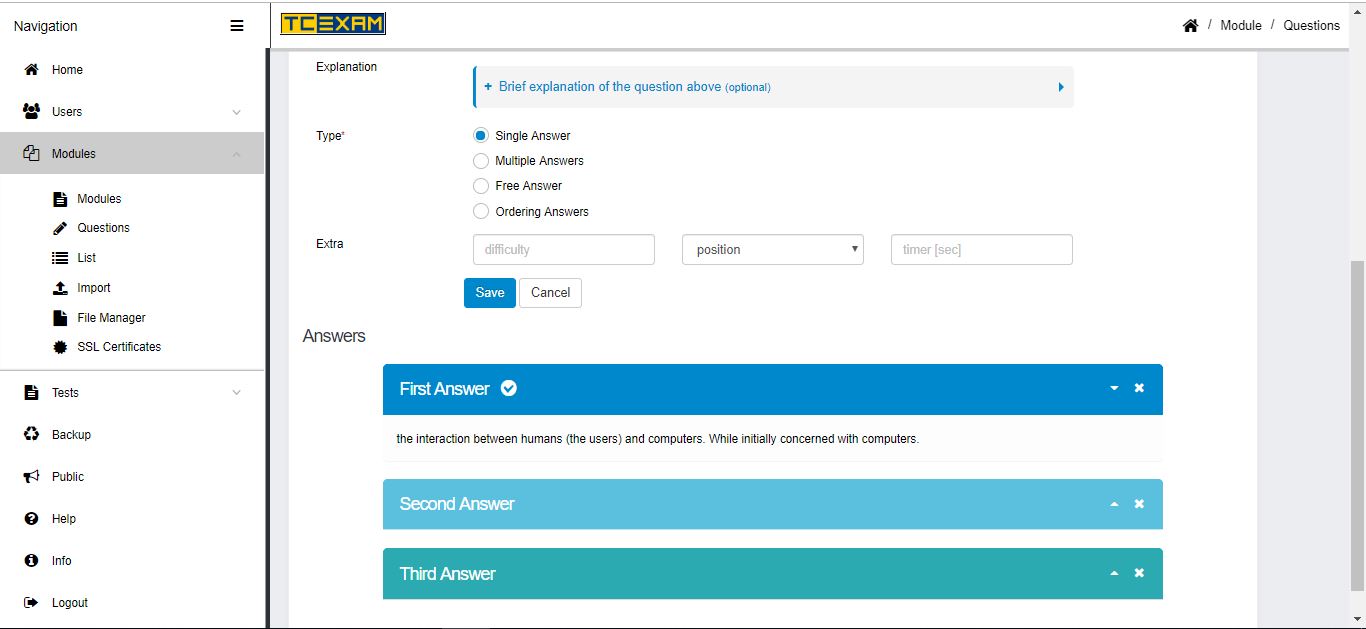 Navigation
Home
Users
Modules
Modules
Questions
List
Import
File Manager
SSL Certificates
Tests
Backup
Public
Help
Info
Logout
TCEXAM
/ Module / Questions
Explanation
+ Brief explanation of the question above (optional)
Type*
Single Answer
Multiple Answers
Free Answer
Ordering Answers
Extra
difficulty
position
timer [sec]
Save
Cancel
Answers
First Answer
the interaction between humans (the users) and computers. While initially concerned with computers.
Second Answer
Third Answer